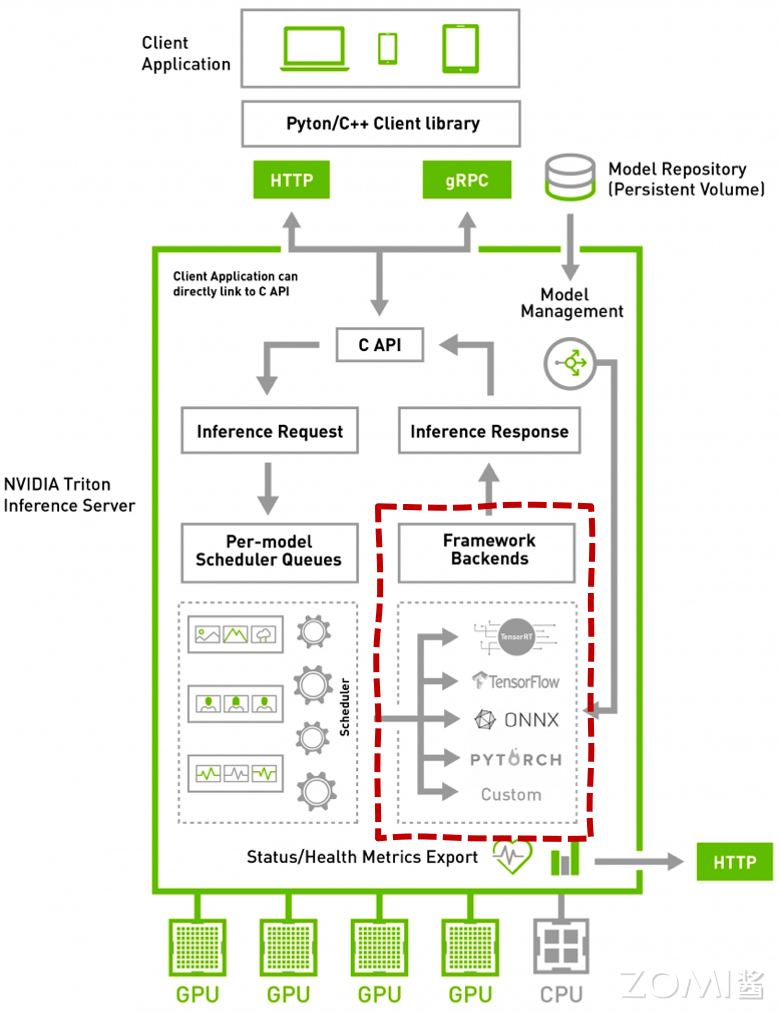 Client
Application
Pyton/C++ Client library
HTTP
gRPC
Model Repository
(Persistent Volume)
Client Application can
directly link to C API
Model
Management
C API
Inference Request
Inference Response
NVIDIA Triton
Inference Server
Per-model
Scheduler Queues
Framework
Backends
Scheduler
TensorRT
TensorFlow
ONNX
PYTORCH
Custom
Status/Health Metrics Export
HTTP
GPU
GPU
GPU
GPU
CPU
ZOMI酱